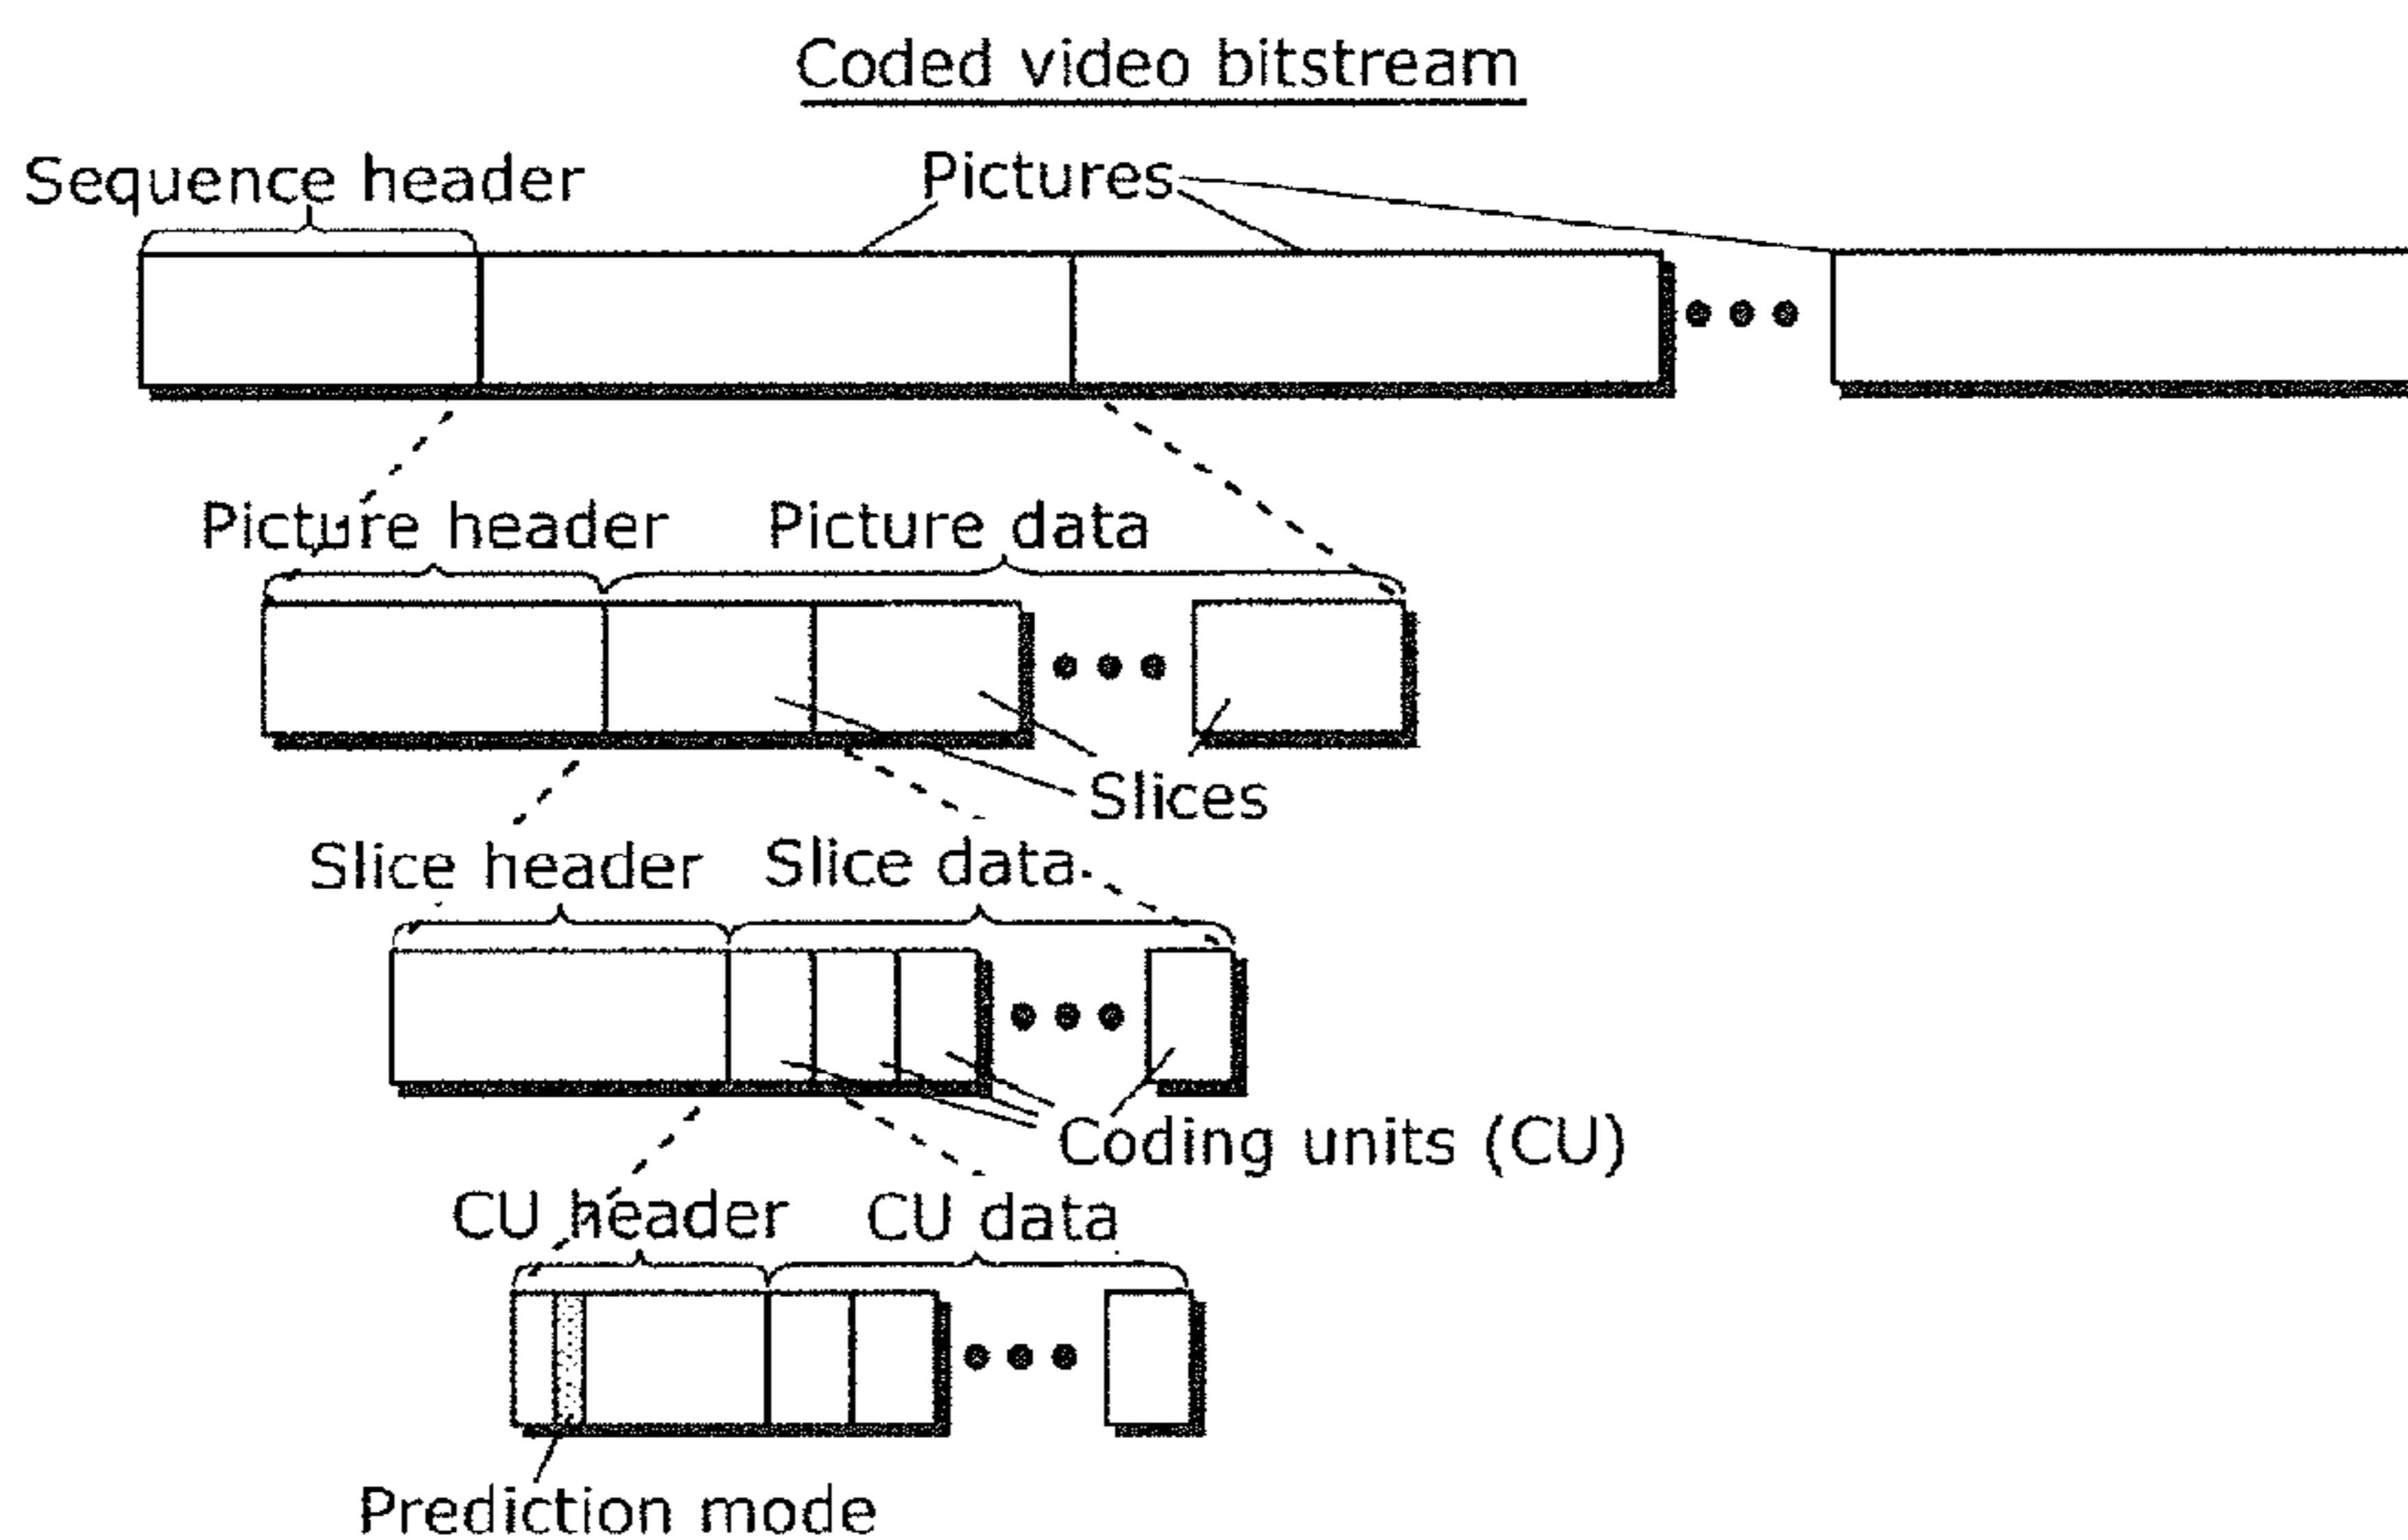 Coded video bitstream
Sequence header
Pictures
Picture header
Picture data
Slices
Slice header
Slice data
Coding units (CU)
CU header
CU data
Prediction mode